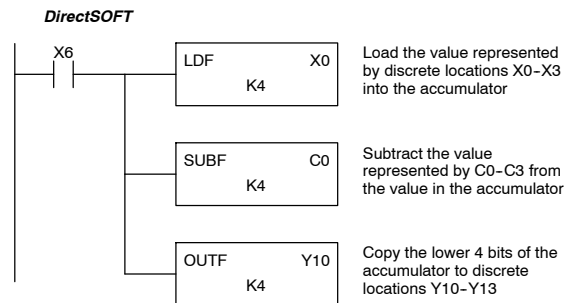 DirectSOFT
X6
LDF X0
K4
Load the value represented
by discrete locations X0-X3
into the accumulator
SUBF C0
K4
Subtract the value
represented by C0-C3 from
the value in the accumulator
OUTF Y10
K4
Copy the lower 4 bits of the
accumulator to discrete
locations Y10-Y13